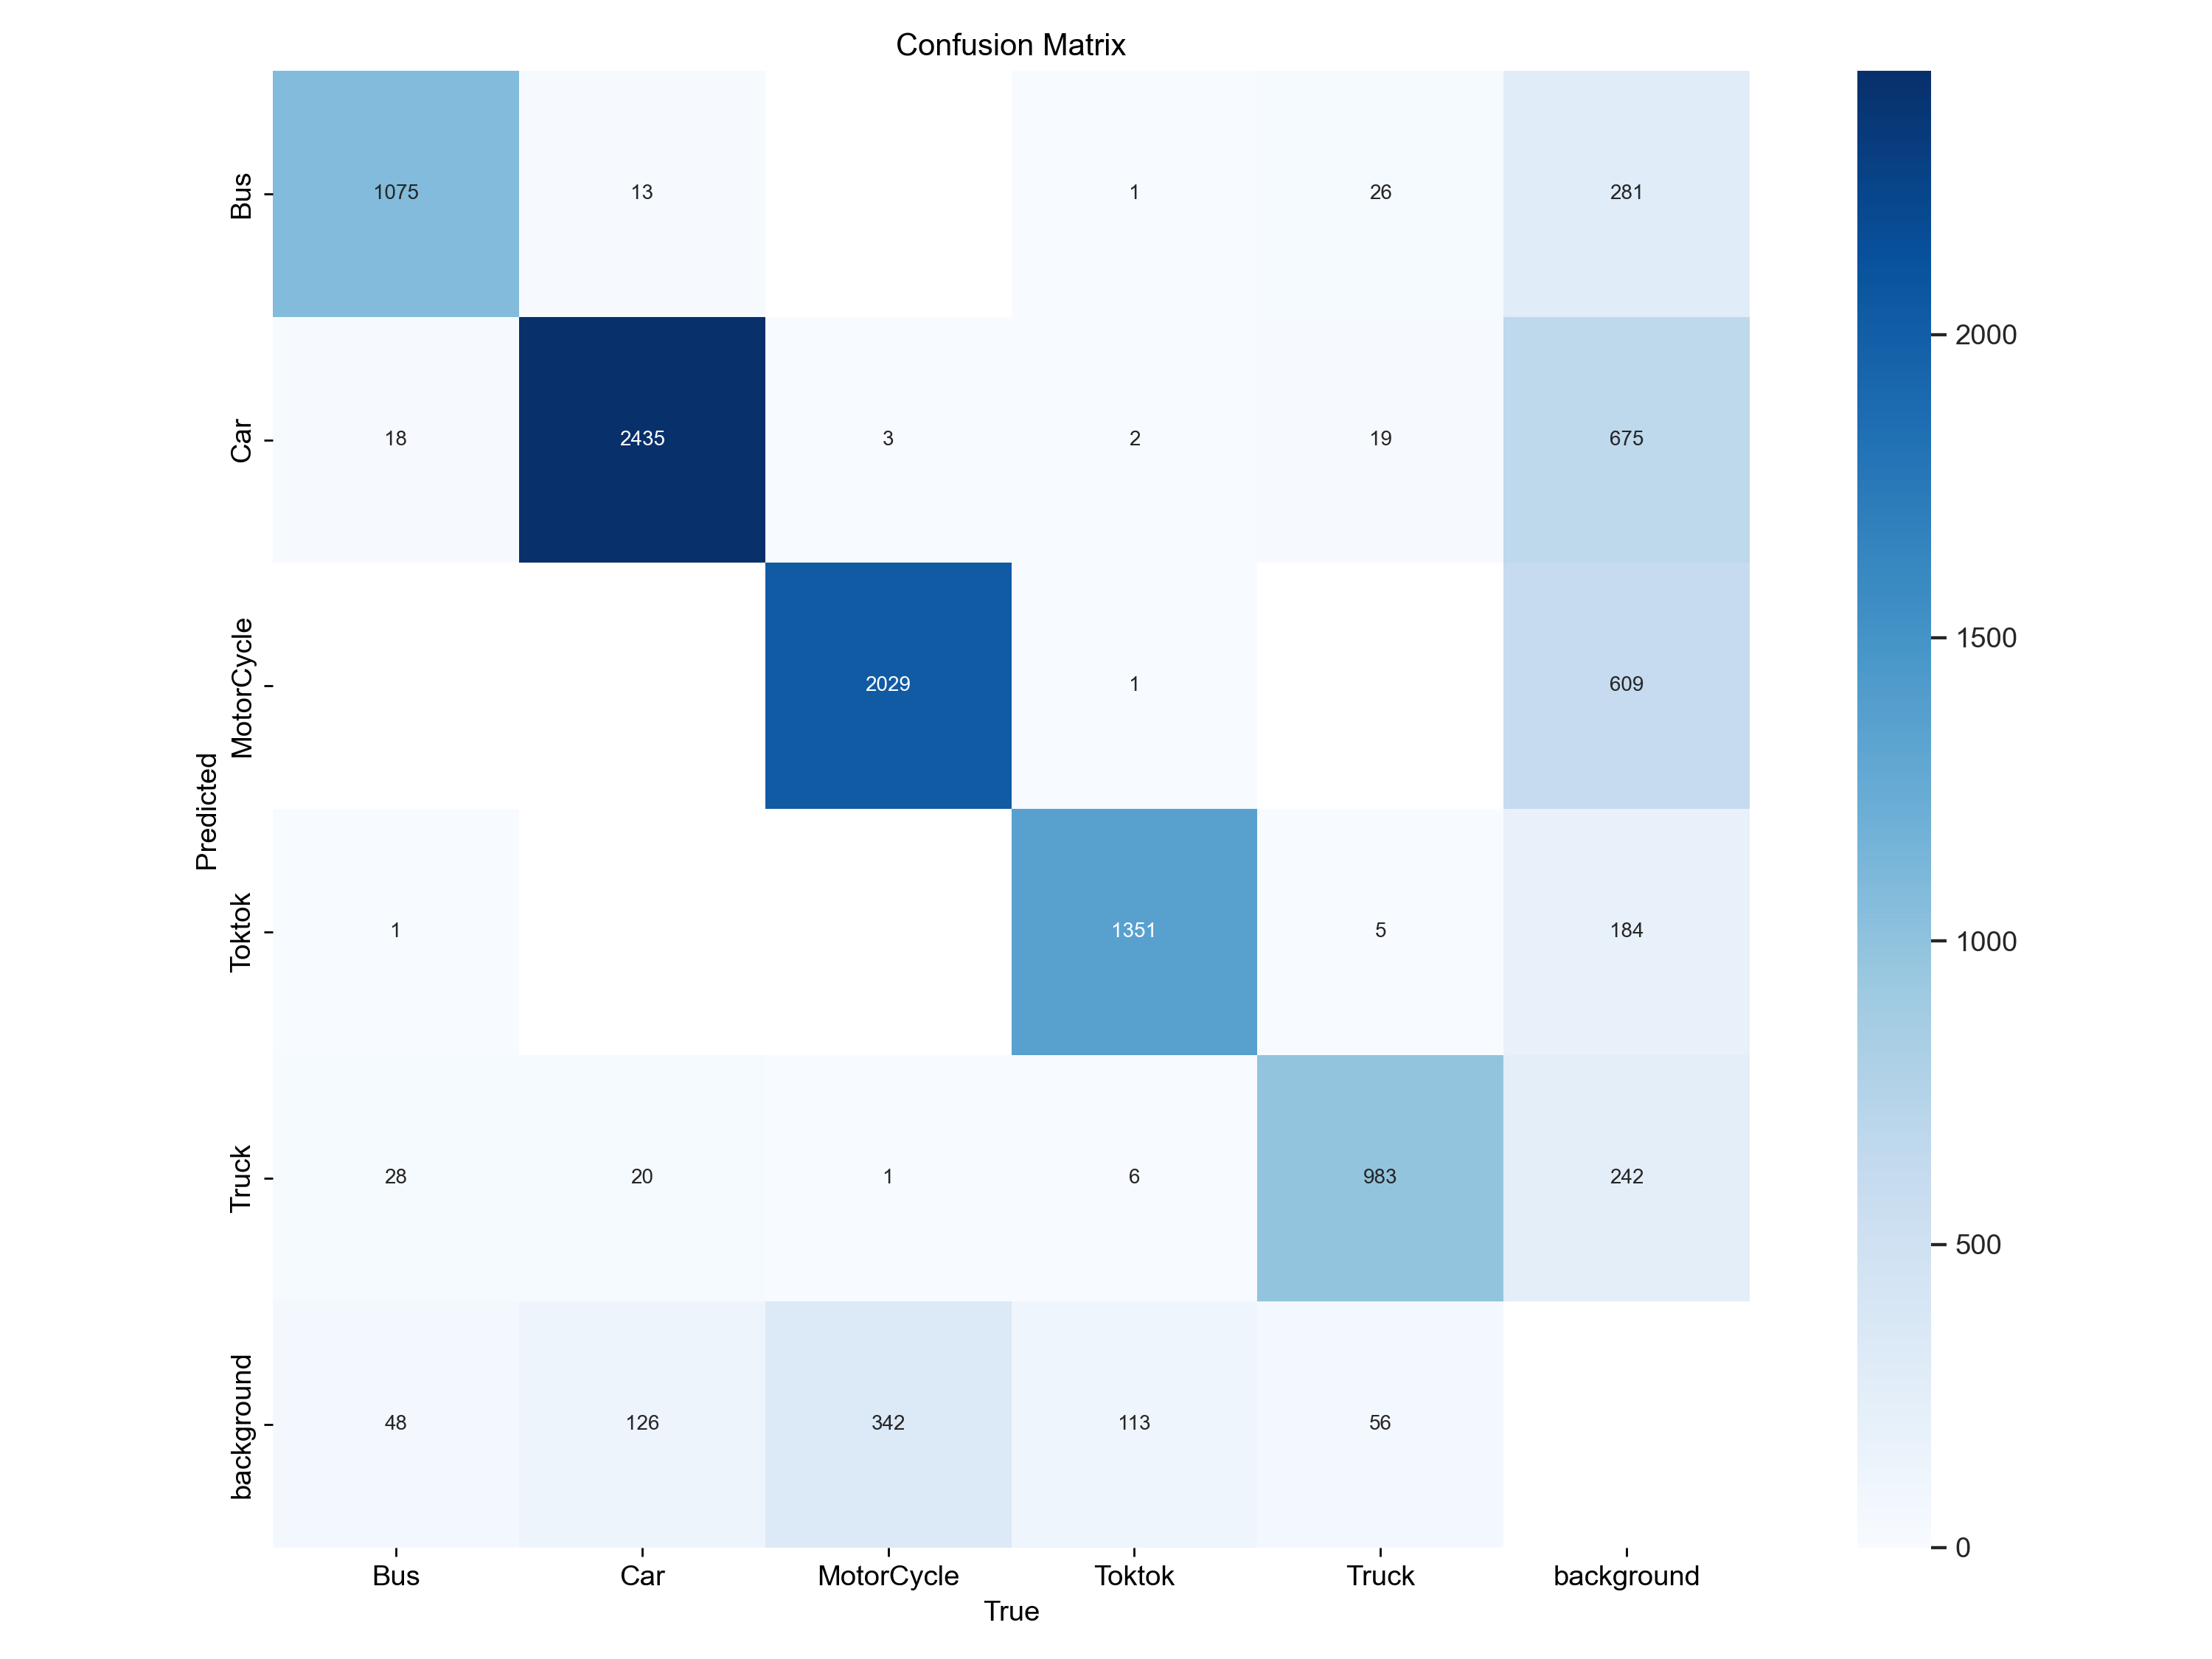 Confusion Matrix
Bus 1075 13 1 26 281
Car 18 2435 3 2 19 675
MotorCycle 2029 1 609
Toktok 1 1351 5 184
Truck 28 20 1 6 983 242
background 48 126 342 113 56
Predicted
Bus Car MotorCycle Toktok Truck background
True
2000
1500
1000
500
0